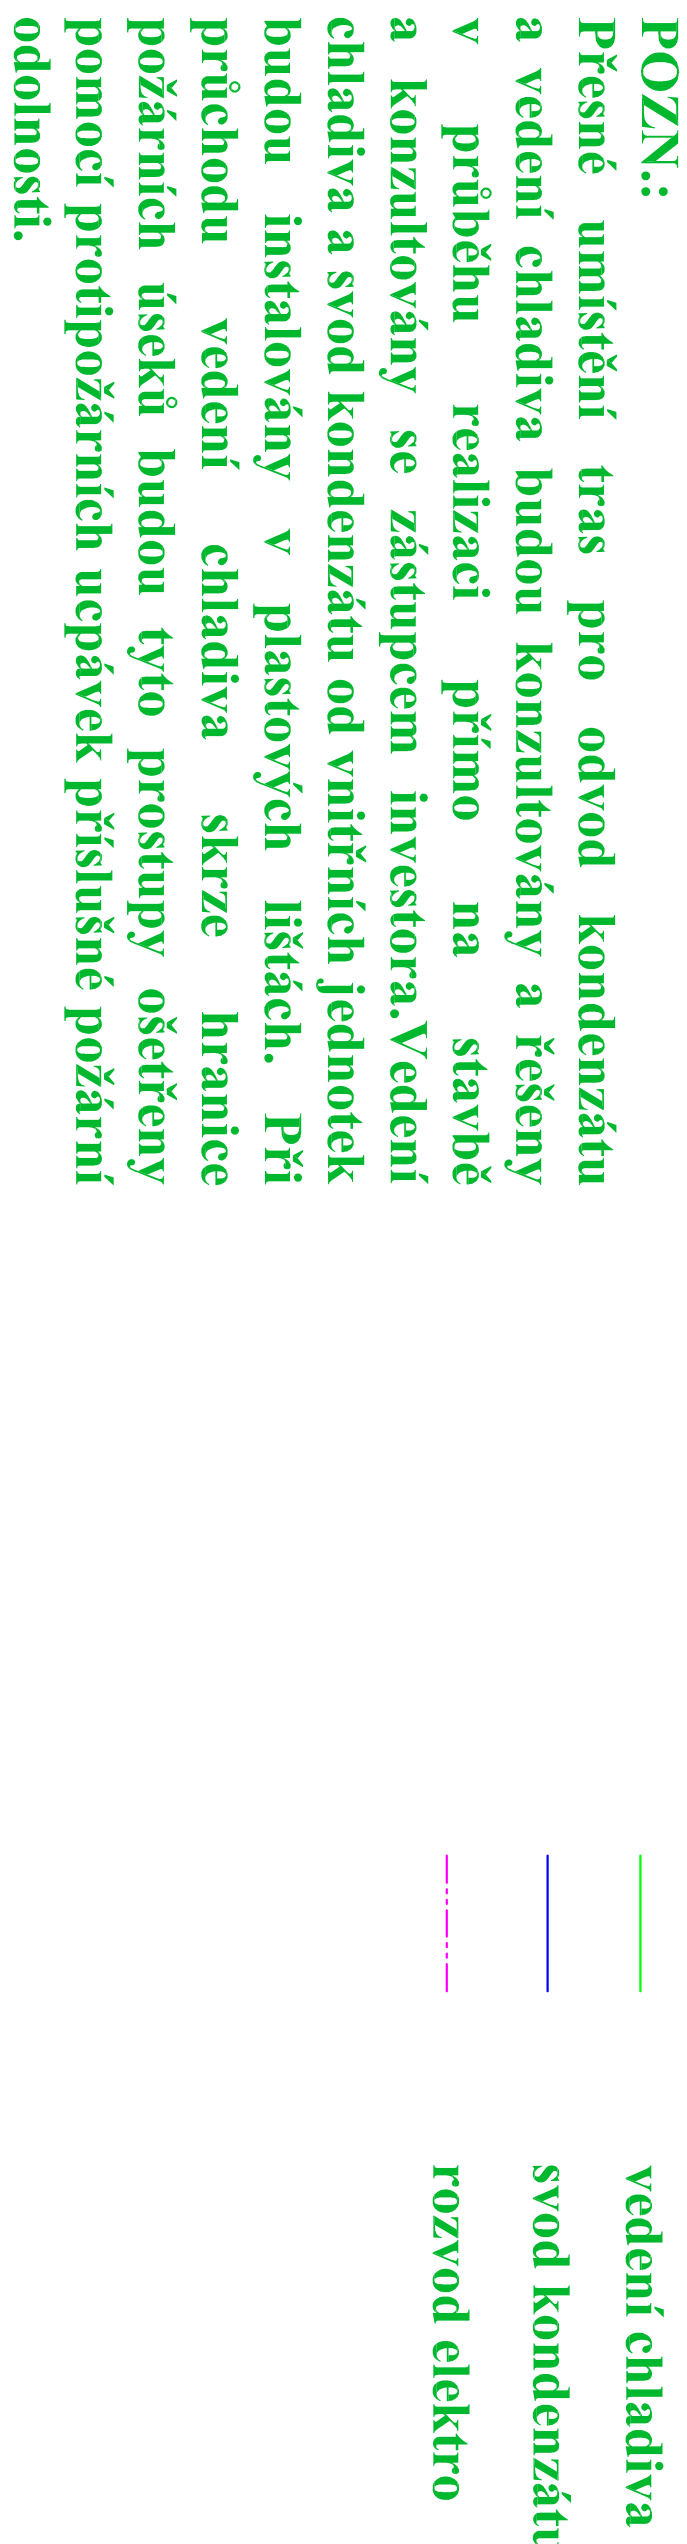 POZN.:
Přesné umístění tras pro odvod kondenzátu
a vedení chladiva budou konzultovány a řešeny
v průběhu realizaci přímo na stavbě
a konzultovány se zástupcem investora. Vedení
chladiva a svod kondenzátu od vnitřních jednotek
budou instalovány v plastových lištách. Při
průchodu vedení chladiva skrze hranice
požárních úseků budou tyto prostupy ošetřeny
pomocí protipožárních ucpávek příslušné požární
odolnosti.
vedení chladiva
svod kondenzátu
rozvod elektro